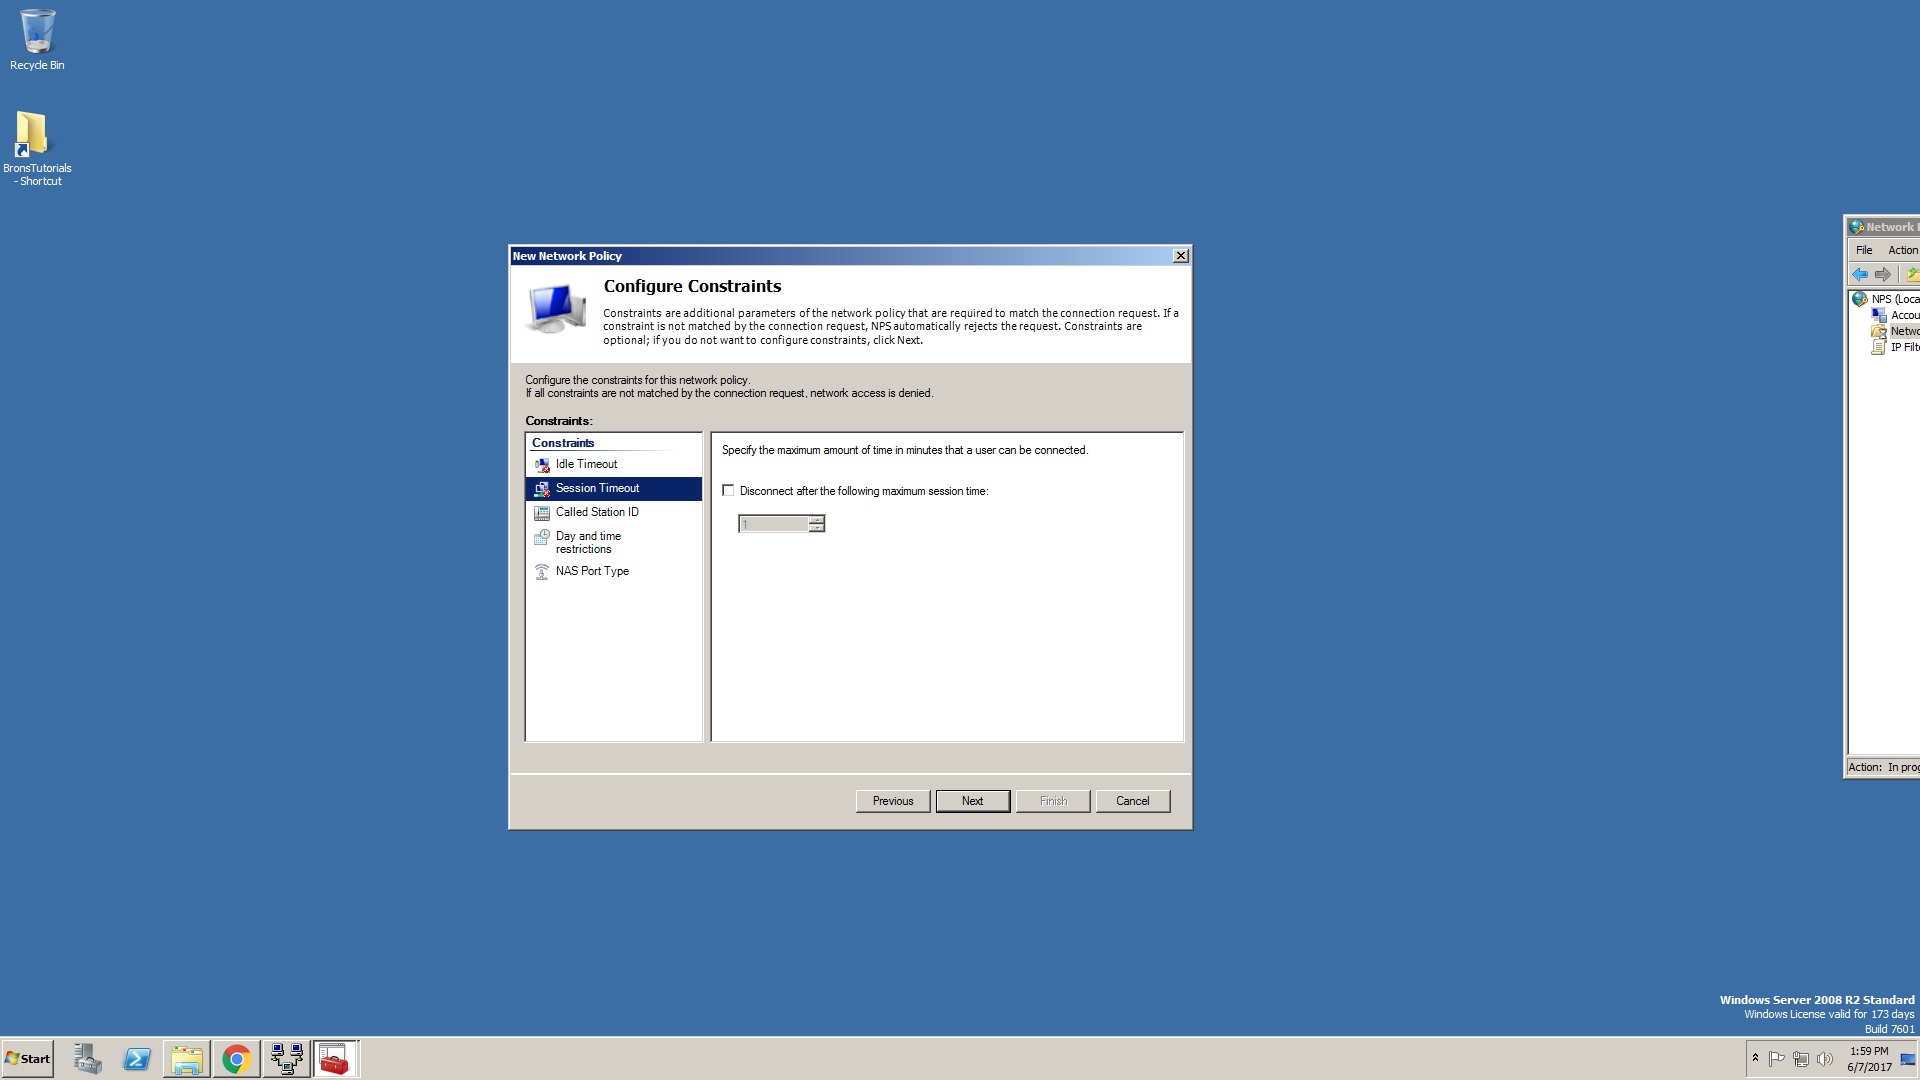 Recycle Bin
BronsTutorials
- Shortcut
New Network Policy
Configure Constraints
Constraints are additional parameters of the network policy that are required to match the connection request. If a
constraint is not matched by the connection request, NPS automatically rejects the request. Constraints are
optional; if you do not want to configure constraints, click Next.
Configure the constraints for this network policy.
If all constraints are not matched by the connection request, network access is denied.
Constraints:
Constraints
Idle Timeout
Session Timeout
Called Station ID
Day and time
restrictions
NAS Port Type
Specify the maximum amount of time in minutes that a user can be connected.
Disconnect after the following maximum session time:
1
Previous
Next
Finish
Cancel
Network
File Action
NPS (Loca
Accou
Netwo
IP Filte
Action: In prog
Windows Server 2008 R2 Standard
Windows License valid for 173 days
Build 7601
Start
1:59 PM
6/7/2017